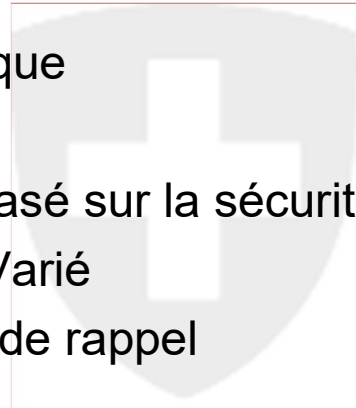 que
asé sur la sécurit
Varié
de rappel